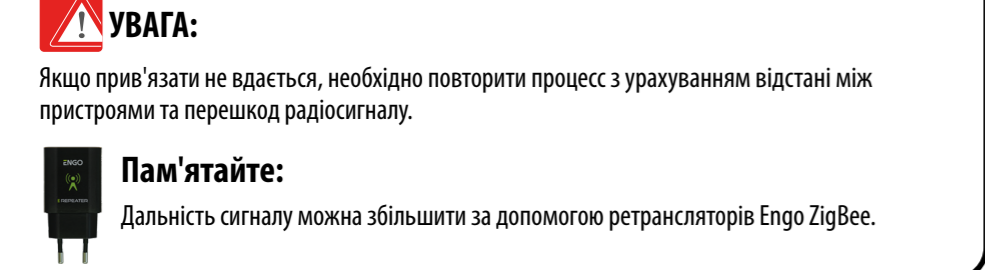 УВАГА:
Якщо прив'язати не вдається, необхідно повторити процесс з урахуванням відстані між
пристроями та перешкод радіосигналу.
ENGO
REPEATER
Пам'ятайте:
Дальність сигналу можна збільшити за допомогою ретрансляторів Engo ZigBee.